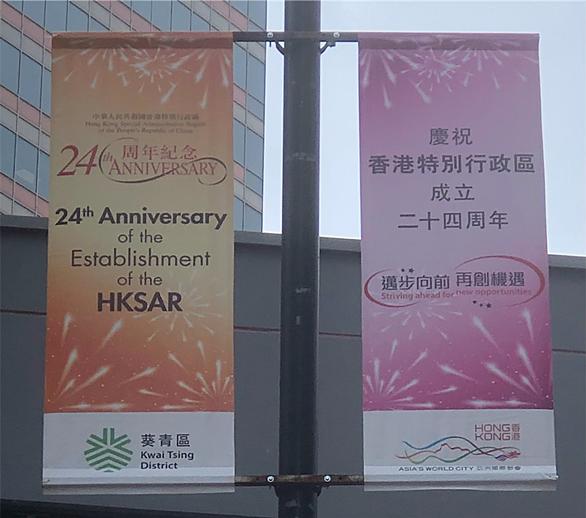 中華人民共和國香港特別行政區
Hong Kong Special Administrative Region
of the People's Republic of China
24th 周年紀念
ANNIVERSARY
24th Anniversary
of the
Establishment
of the
HKSAR
葵青區
Kwai Tsing
District
慶祝
香港特別行政區
成立
二十四周年
邁步向前 再創機遇
Striving ahead for new opportunities
HONG 香
KONG 港
ASIA'S WORLD CITY 亞洲國際都會